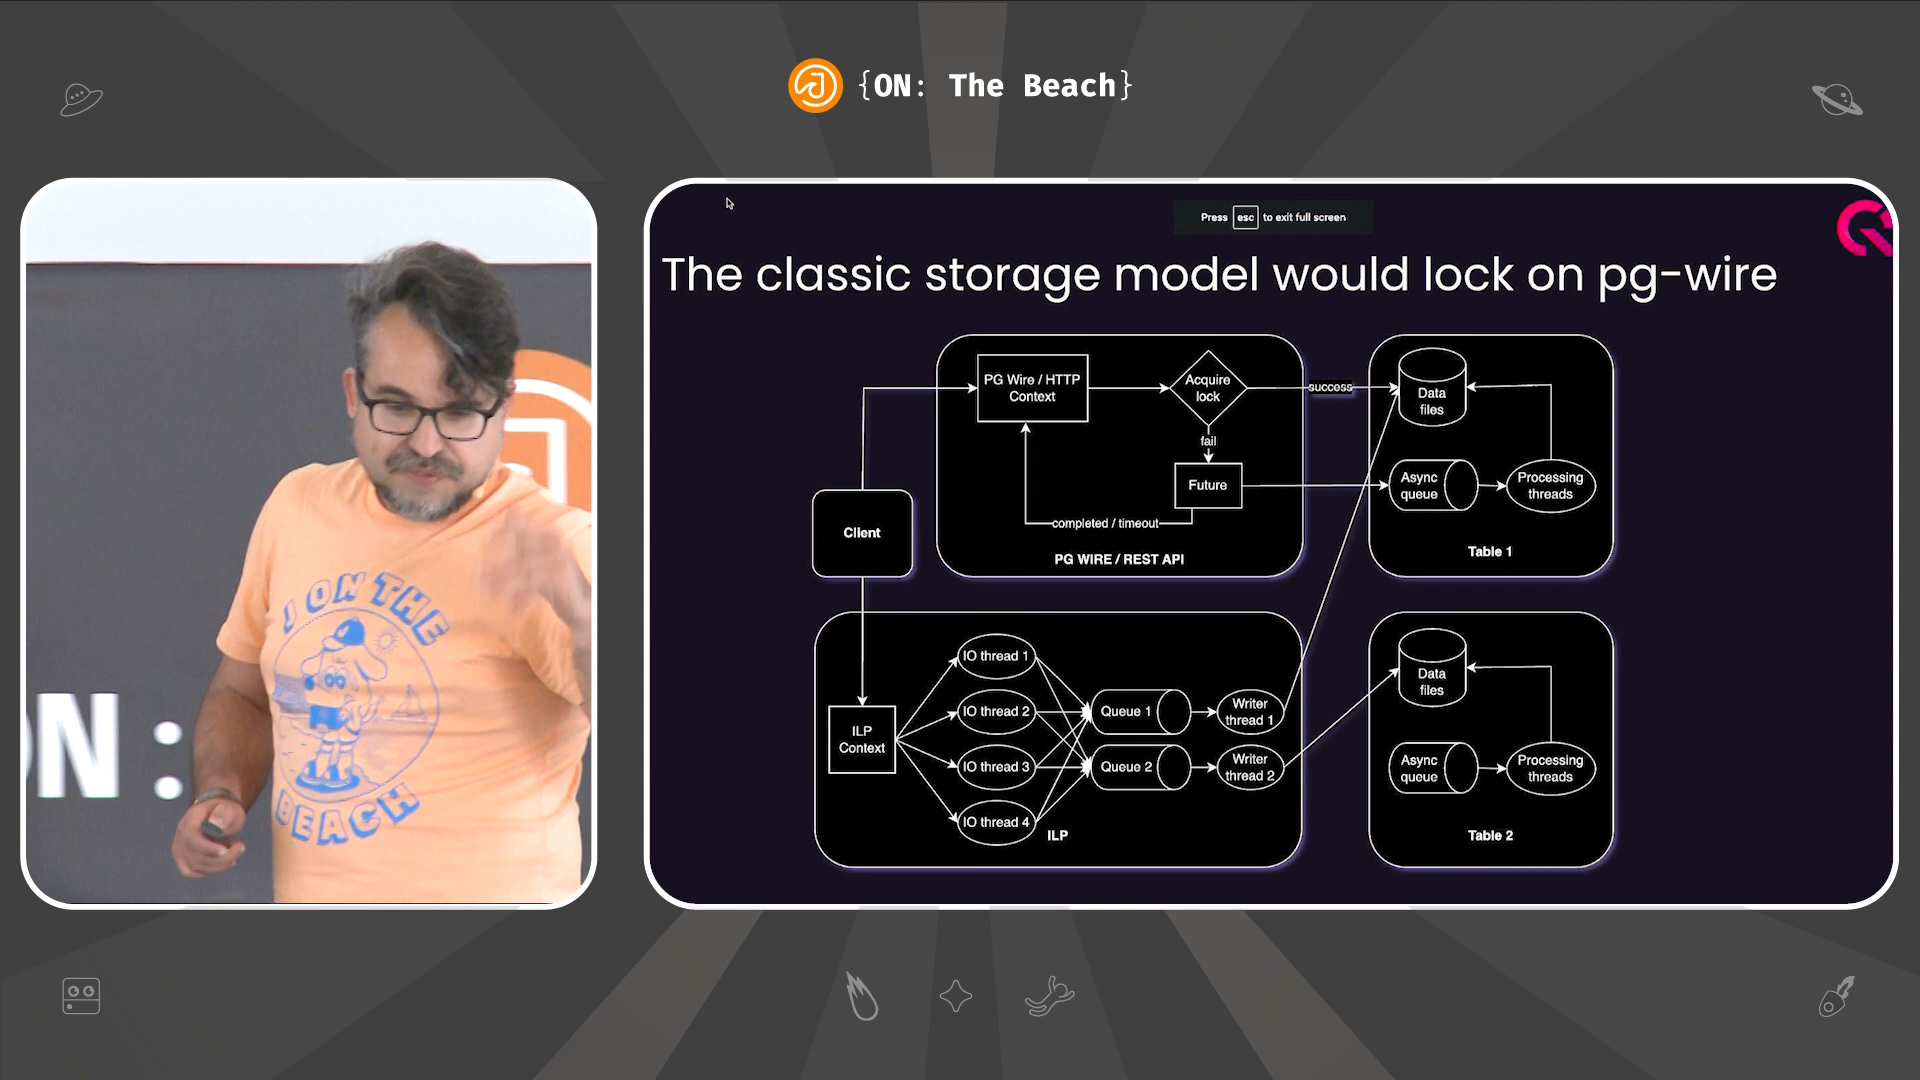 {ON: The Beach}
J ON THE
BEACH
ON:
Press esc to exit full screen
The classic storage model would lock on pg-wire
PG Wire / HTTP
Context
Acquire
lock
success
fail
Future
completed / timeout
PG WIRE / REST API
Data
files
Async
queue
Processing
threads
Table 1
Client
ILP
Context
IO thread 1
IO thread 2
IO thread 3
IO thread 4
Queue 1
Queue 2
Writer
thread 1
Writer
thread 2
ILP
Data
files
Async
queue
Processing
threads
Table 2